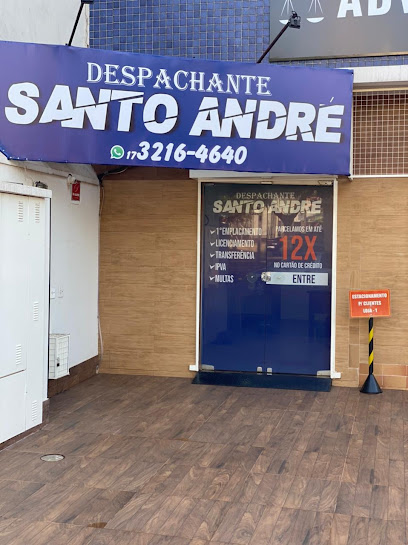 ADV
DESPACHANTE
SANTO ANDRÉ
17 3216-4640
DESPACHANTE
SANTO ANDRÉ
1º EMPLACAMENTO
LICENCIAMENTO
TRANSFERÊNCIA
IPVA
MULTAS
PARCELAMOS EM ATÉ
12X
NO CARTÃO DE CRÉDITO
ENTRE
ESTACIONAMENTO
P/ CLIENTES